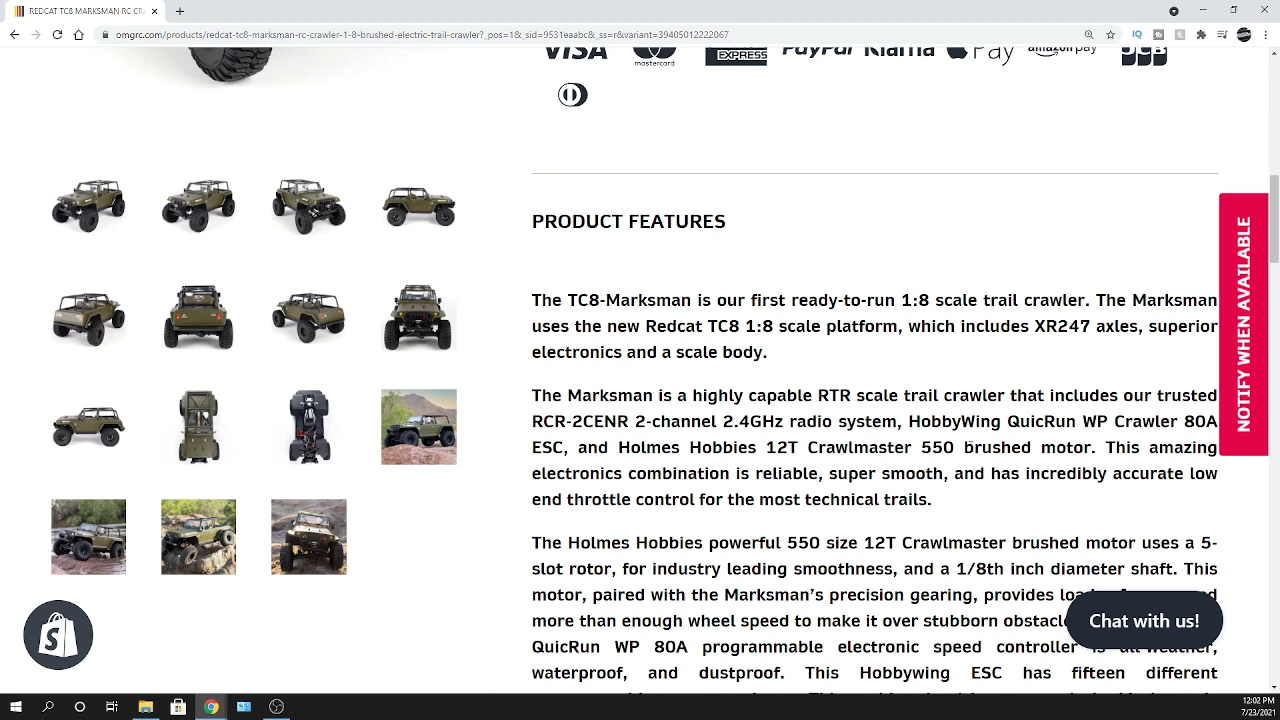 REDCAT TC8 MARKSMAN RC CR
omgrc.com/products/redcat-tc8-marksman-rc-crawler-1-8-brushed-electric-trail-crawler?_pos=1&_sid=9531eaabc&_ss=r&variant=39405012222067
IQ
VISA mastercard EXPRESS PayPal Klarna Pay amazon pay JCB
PRODUCT FEATURES
The TC8-Marksman is our first ready-to-run 1:8 scale trail crawler. The Marksman
uses the new Redcat TC8 1:8 scale platform, which includes XR247 axles, superior
electronics and a scale body.
The Marksman is a highly capable RTR scale trail crawler that includes our trusted
RCR-2CENR 2-channel 2.4GHz radio system, HobbyWing QuicRun WP Crawler 80A
ESC, and Holmes Hobbies 12T Crawlmaster 550 brushed motor. This amazing
electronics combination is reliable, super smooth, and has incredibly accurate low
end throttle control for the most technical trails.
The Holmes Hobbies powerful 550 size 12T Crawlmaster brushed motor uses a 5-
slot rotor, for industry leading smoothness, and a 1/8th inch diameter shaft. This
motor, paired with the Marksman's precision gearing, provides
more than enough wheel speed to make it over stubborn
QuicRun WP 80A programmable electronic speed controller is all-weather,
waterproof, and dustproof. This Hobbywing ESC has fifteen different
NOTIFY WHEN AVAILABLE
Chat with us!
12:02 PM
7/23/2021